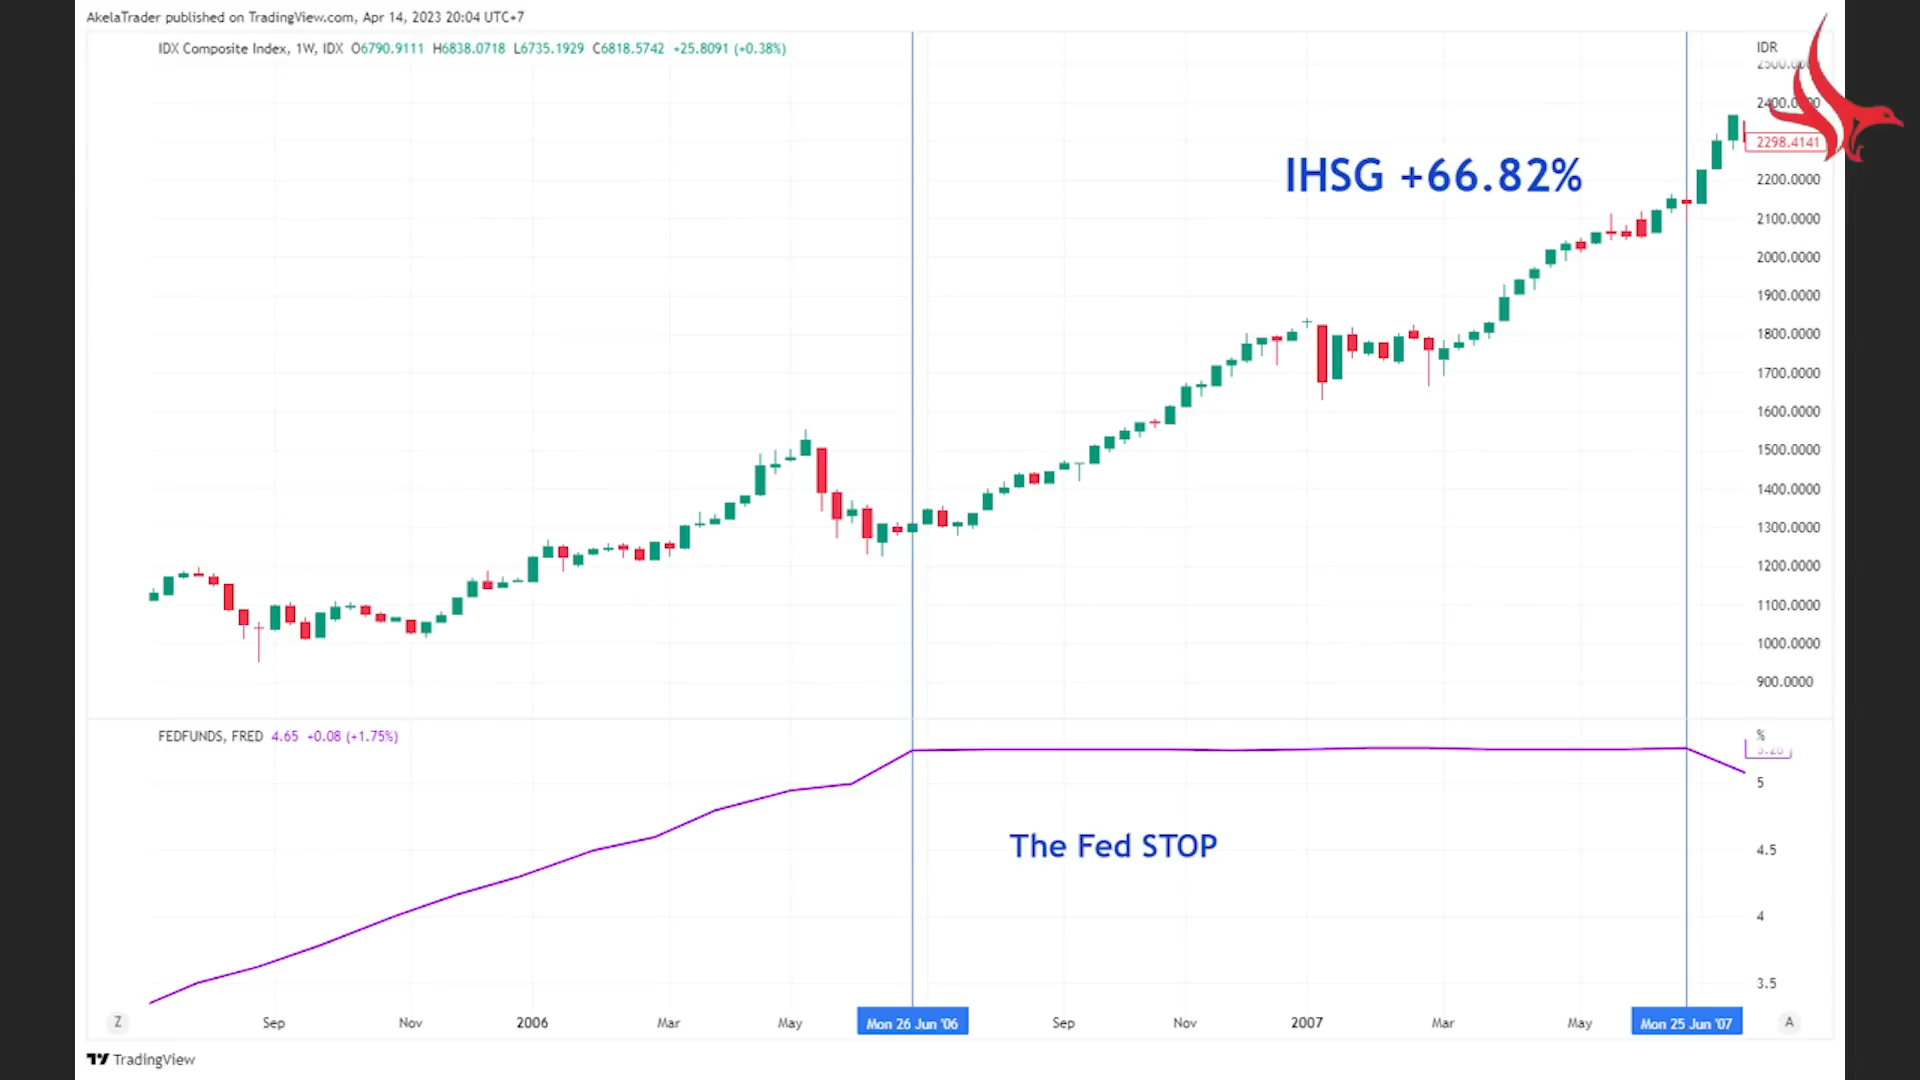 AkelaTrader published on TradingView.com, Apr 14, 2023 20:04 UTC+7
IDX Composite Index, 1W, IDX O6790.9111 H6838.0718 L6735.1929 C6818.5742 +25.8091 (+0.38%)
IDR
2298.4141
2200.0000
2100.0000
2000.0000
1900.0000
1800.0000
1700.0000
1600.0000
1500.0000
1400.0000
1300.0000
1200.0000
1100.0000
1000.0000
900.0000
IHSG +66.82%
FEDFUNDS, FRED 4.65 +0.08 (+1.75%)
%
5
4.5
4
3.5
The Fed STOP
Z
Sep
Nov
2006
Mar
May
Mon 26 Jun '06
Sep
Nov
2007
Mar
May
Mon 25 Jun '07
A
TradingView